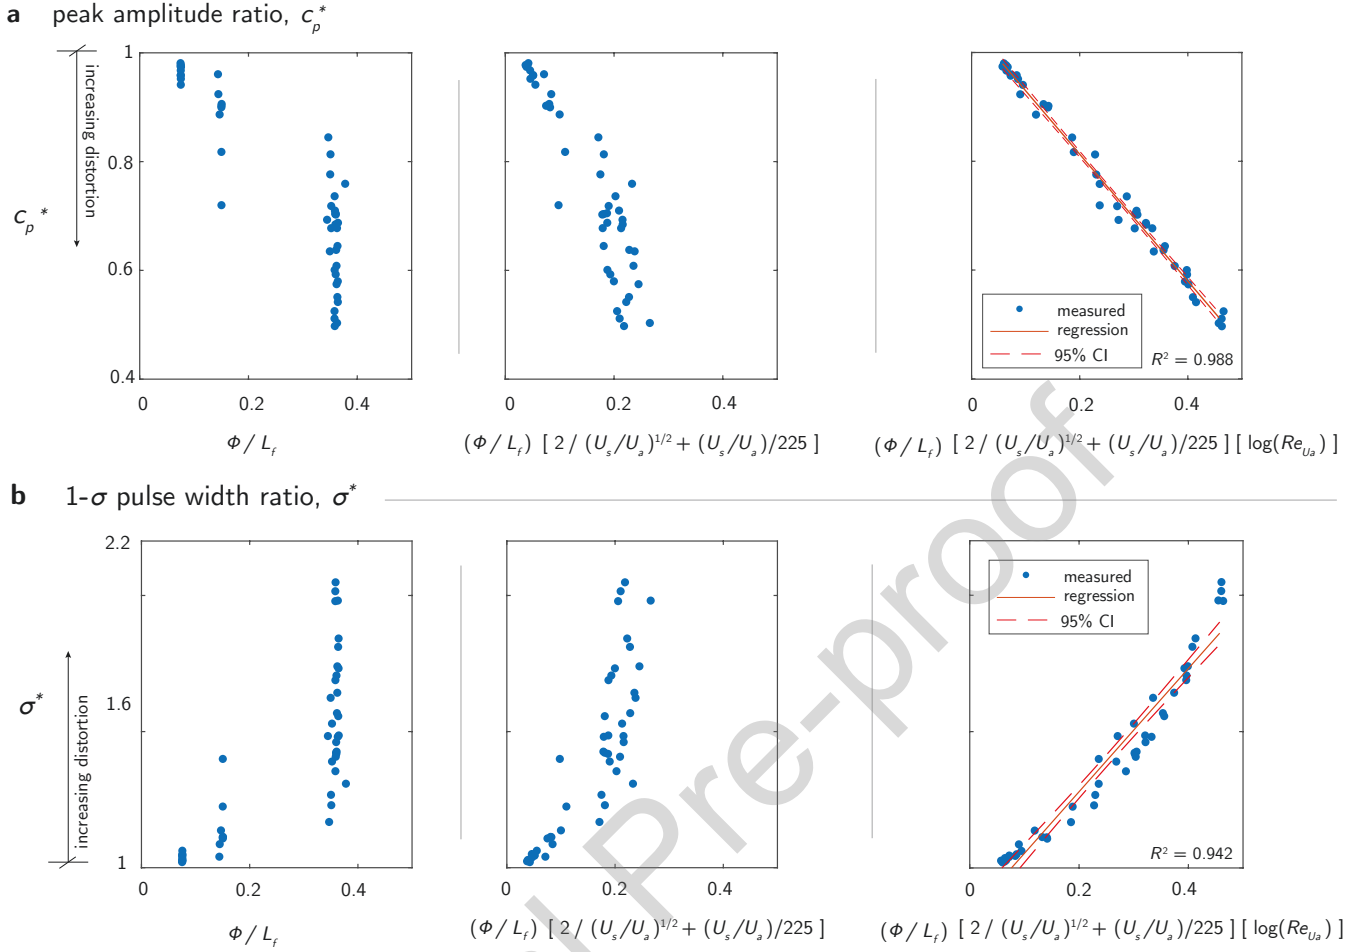 a peak amplitude ratio, c_p^*
increasing distortion
c_p^*
1
0.8
0.6
0.4
0 0.2 0.4
Φ / L_f
0 0.2 0.4
(Φ / L_f) [ 2 / (U_s/U_a)^1/2 + (U_s/U_a)/225 ]
measured
regression
95% CI
R² = 0.988
0 0.2 0.4
(Φ / L_f) [ 2 / (U_s/U_a)^1/2 + (U_s/U_a)/225 ] [ log(Re_Ua) ]
b 1-σ pulse width ratio, σ*
σ*
increasing distortion
2.2
1.6
1
0 0.2 0.4
Φ / L_f
0 0.2 0.4
(Φ / L_f) [ 2 / (U_s/U_a)^1/2 + (U_s/U_a)/225 ]
measured
regression
95% CI
R² = 0.942
0 0.2 0.4
(Φ / L_f) [ 2 / (U_s/U_a)^1/2 + (U_s/U_a)/225 ] [ log(Re_Ua) ]
Pre-proof